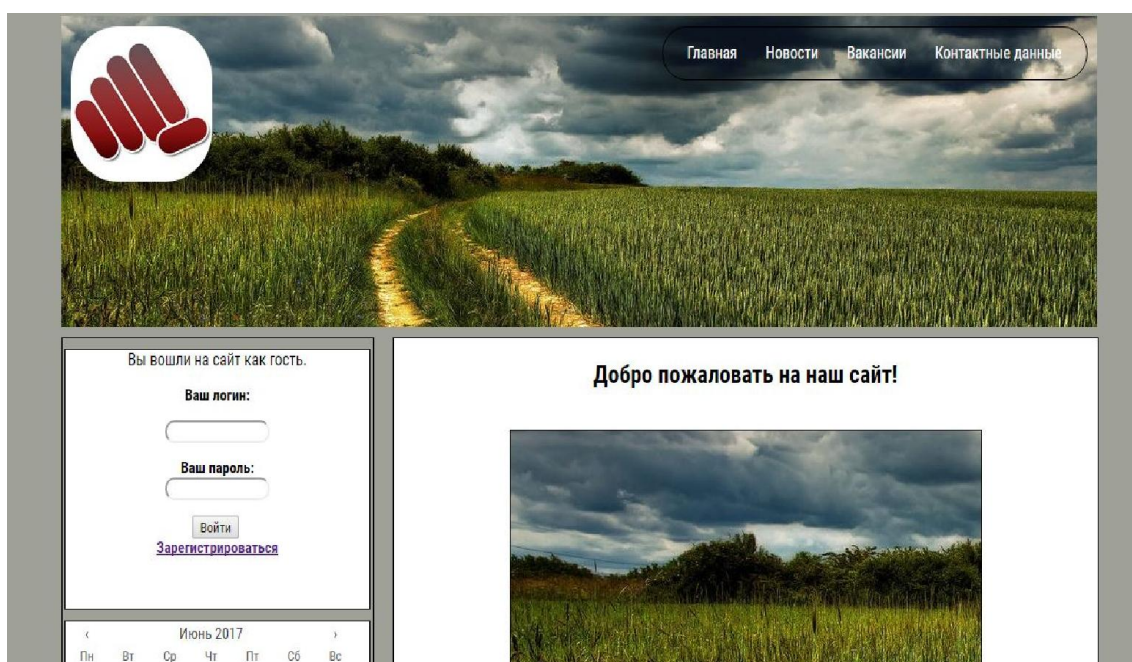 Главная Новости Вакансии Контактные данные
Вы вошли на сайт как гость.
Ваш логин:
Ваш пароль:
Войти
Зарегистрироваться
‹ Июнь 2017 ›
Пн Вт Ср Чт Пт Сб Вс
Добро пожаловать на наш сайт!